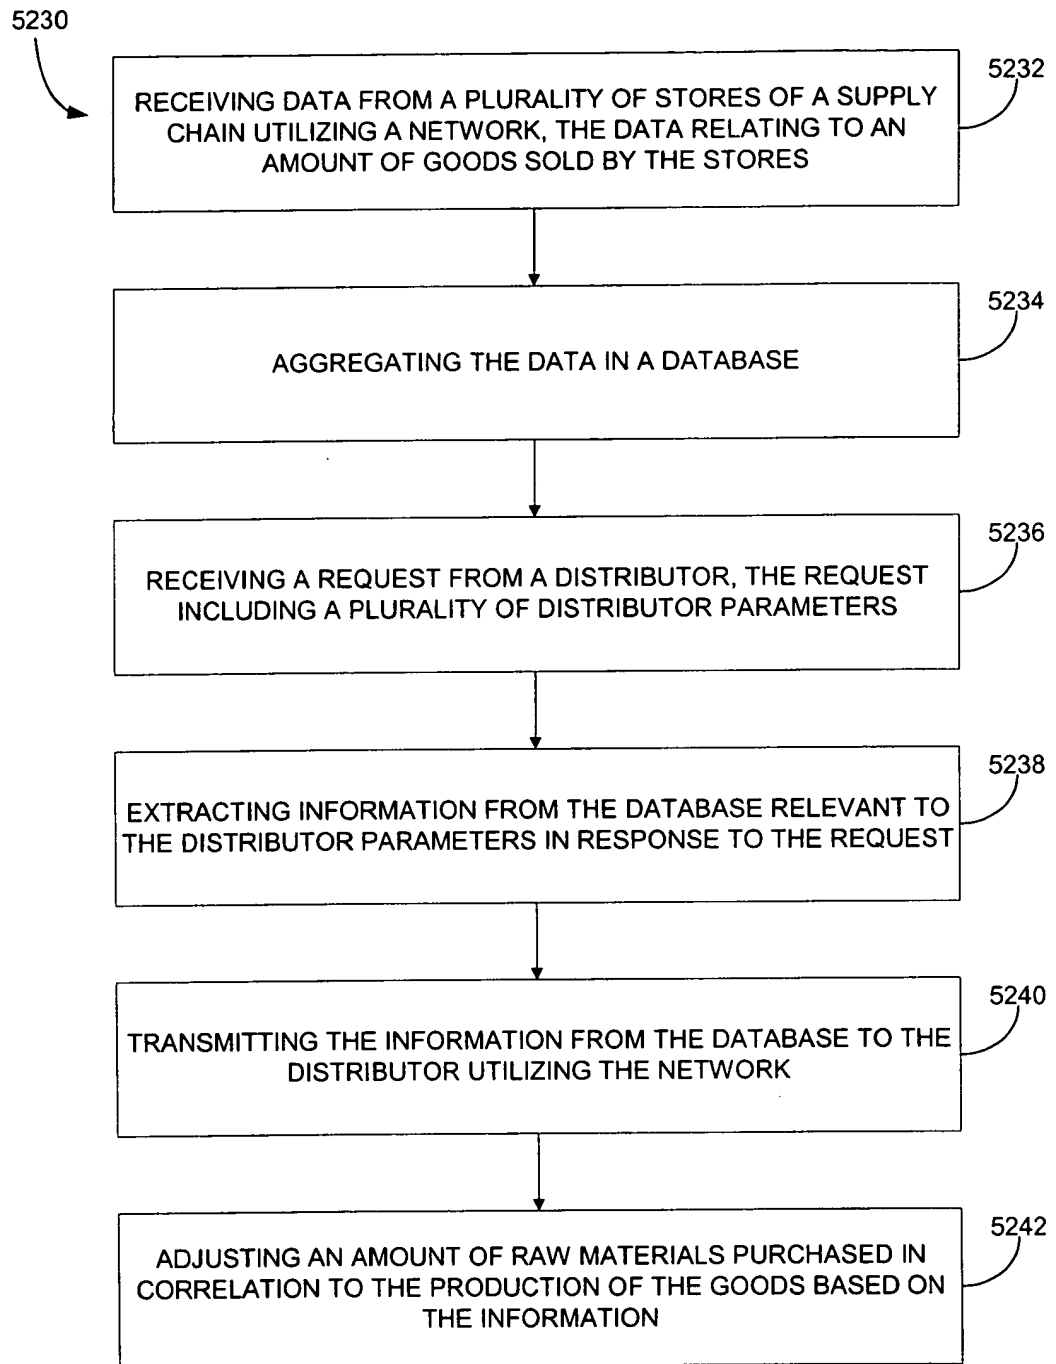 5230
5232
RECEIVING DATA FROM A PLURALITY OF STORES OF A SUPPLY
CHAIN UTILIZING A NETWORK, THE DATA RELATING TO AN
AMOUNT OF GOODS SOLD BY THE STORES
5234
AGGREGATING THE DATA IN A DATABASE
5236
RECEIVING A REQUEST FROM A DISTRIBUTOR, THE REQUEST
INCLUDING A PLURALITY OF DISTRIBUTOR PARAMETERS
5238
EXTRACTING INFORMATION FROM THE DATABASE RELEVANT TO
THE DISTRIBUTOR PARAMETERS IN RESPONSE TO THE REQUEST
5240
TRANSMITTING THE INFORMATION FROM THE DATABASE TO THE
DISTRIBUTOR UTILIZING THE NETWORK
5242
ADJUSTING AN AMOUNT OF RAW MATERIALS PURCHASED IN
CORRELATION TO THE PRODUCTION OF THE GOODS BASED ON
THE INFORMATION